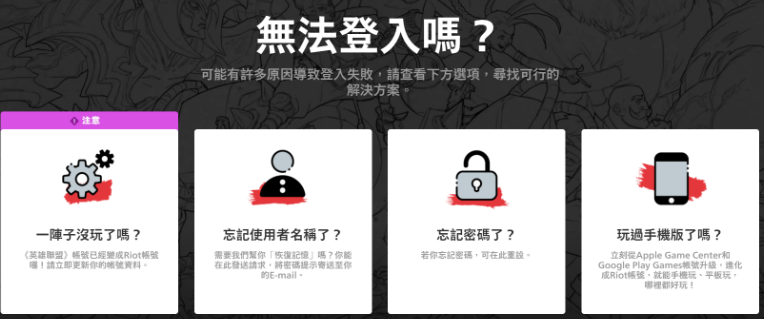 無法登入嗎？
可能有許多原因導致登入失敗，請查看下方選項，尋找可行的
解決方案。
注意
一陣子沒玩了嗎？
《英雄聯盟》帳號已經變成Riot帳號
囉！請立即更新你的帳號資料。
忘記使用者名稱了？
需要我們幫你「恢復記憶」嗎？你能
在此發送請求，將密碼提示寄送至你
的E-mail。
忘記密碼了？
若你忘記密碼，可在此重設。
玩過手機版了嗎？
立刻從Apple Game Center和
Google Play Games帳號升級，進化
成Riot帳號，就能手機玩、平板玩，
哪裡都好玩！